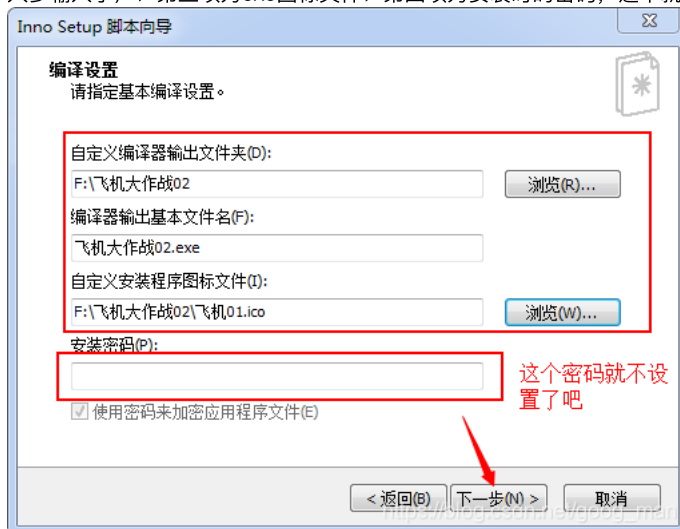 Inno Setup 脚本向导
编译设置
请指定基本编译设置。
自定义编译器输出文件夹(D):
F:\飞机大作战02
浏览(R)...
编译器输出基本文件名(F):
飞机大作战02.exe
自定义安装程序图标文件(I):
F:\飞机大作战02\飞机01.ico
浏览(W)...
安装密码(P):
这个密码就不设
置了吧
使用密码来加密应用程序文件(E)
< 返回(B)
下一步(N) >
取消
https://blog.csdn.net/goog_man